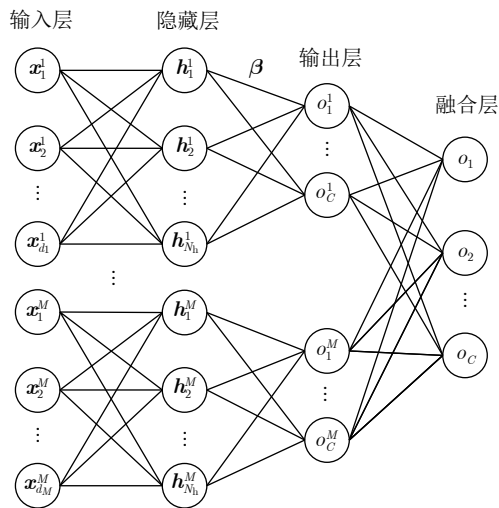 输入层
隐藏层
输出层
融合层
β
x_1^1
x_2^1
⋮
x_{d_1}^1
⋮
x_1^M
x_2^M
⋮
x_{d_M}^M
h_1^1
h_2^1
⋮
h_{N_h}^1
h_1^M
h_2^M
⋮
h_{N_h}^M
o_1^1
⋮
o_C^1
o_1^M
⋮
o_C^M
o_1
o_2
⋮
o_C